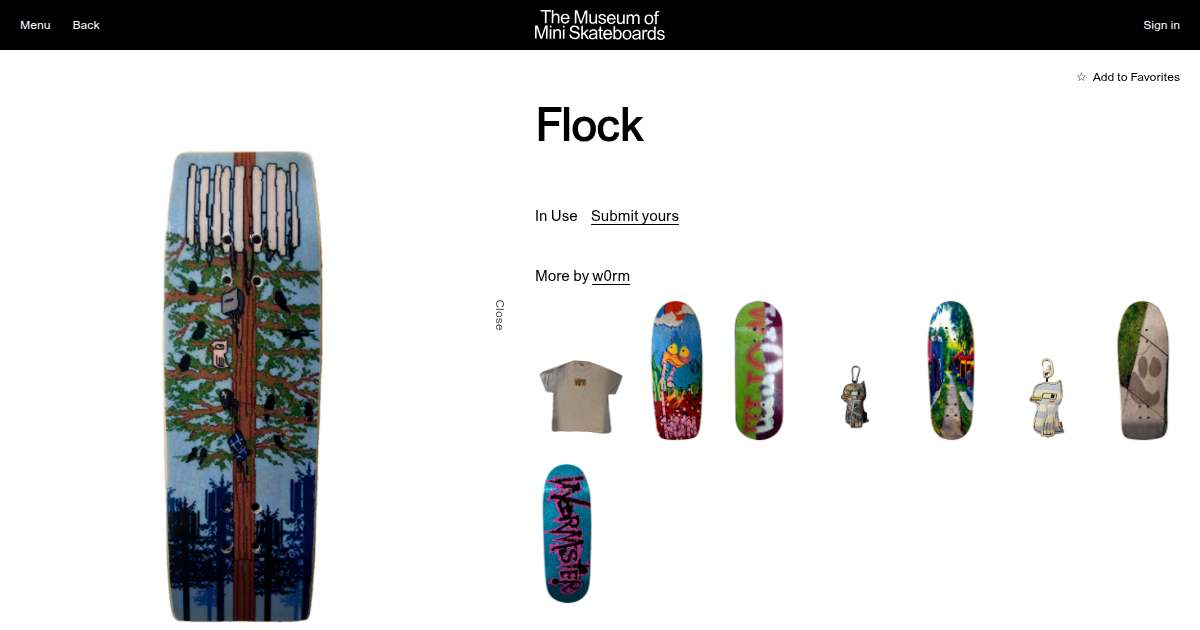 Menu
Back
The Museum of
Mini Skateboards
Sign in
☆ Add to Favorites
Flock
In Use Submit yours
More by w0rm
Close